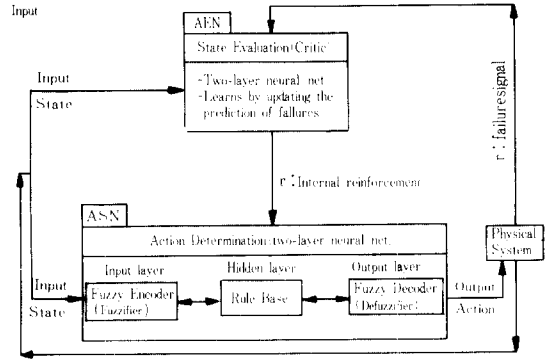 Input
AEN
State Evaluation(Critic)
-Two-layer neural net
-Learns by updating the
prediction of failures
Input
State
r:failuresignal
r:Internal reinforcement
ASN
Action Determination:two-layer neural net.
Input layer
Hidden layer
Output layer
Fuzzy Encoder
(Fuzzifier)
Rule Base
Fuzzy Decoder
(Defuzzifier)
Input
State
Output
Action
Physical
System